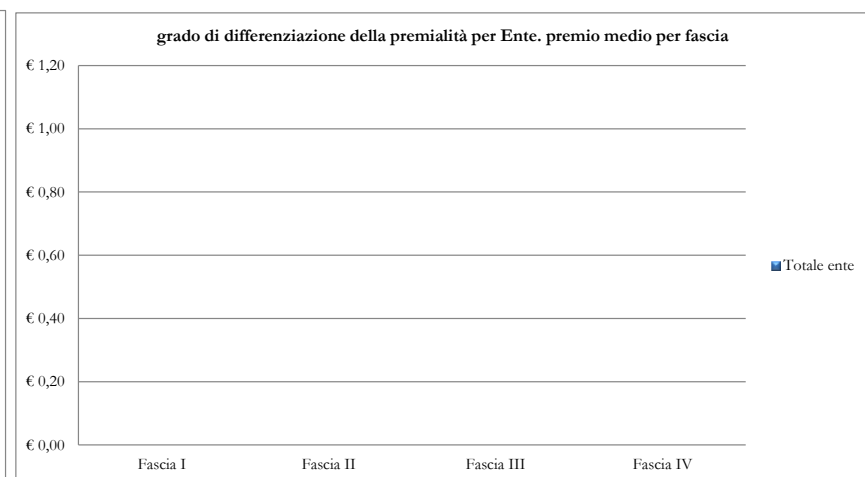 grado di differenziazione della premialità per Ente. premio medio per fascia
€ 1,20
€ 1,00
€ 0,80
€ 0,60
€ 0,40
€ 0,20
€ 0,00
Fascia I Fascia II Fascia III Fascia IV
Totale ente